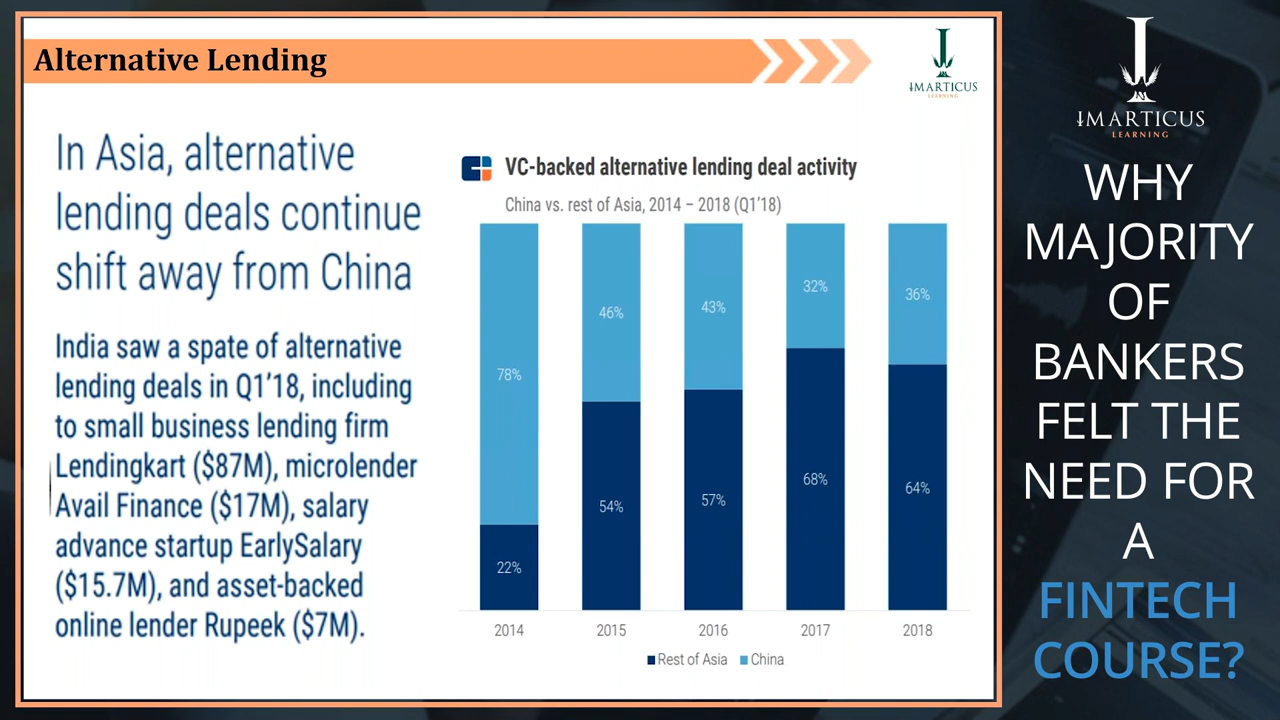 Alternative Lending
IMARTICUS
LEARNING
In Asia, alternative
lending deals continue
shift away from China
India saw a spate of alternative
lending deals in Q1'18, including
to small business lending firm
Lendingkart ($87M), microlender
Avail Finance ($17M), salary
advance startup EarlySalary
($15.7M), and asset-backed
online lender Rupeek ($7M).
VC-backed alternative lending deal activity
China vs. rest of Asia, 2014 – 2018 (Q1'18)
78% 46% 43% 32% 36%
22% 54% 57% 68% 64%
2014 2015 2016 2017 2018
Rest of Asia China
IMARTICUS
LEARNING
WHY
MAJORITY
OF
BANKERS
FELT THE
NEED FOR
A
FINTECH
COURSE?